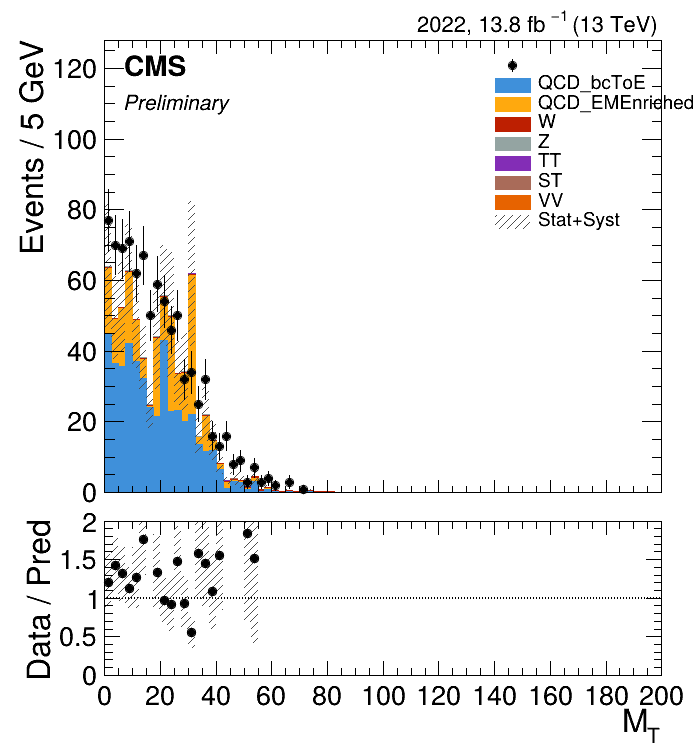 2022, 13.8 fb⁻¹ (13 TeV)
Events / 5 GeV
CMS
Preliminary
QCD_bcToE
QCD_EMEnriehed
W
Z
TT
ST
VV
Stat+Syst
120
100
80
60
40
20
0
Data / Pred
2
1.5
1
0.5
0
0 20 40 60 80 100 120 140 160 180 200
M_T